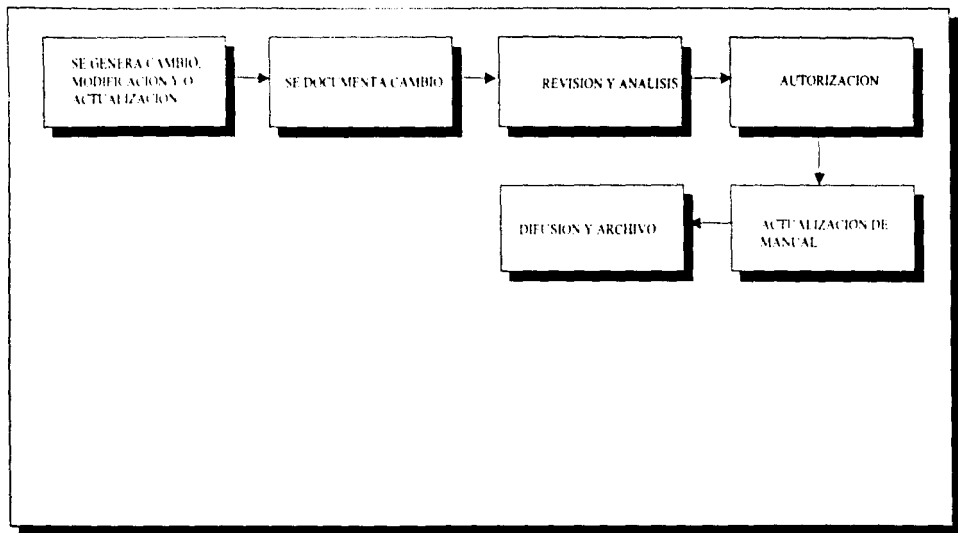 SE GENERA CAMBIO,
MODIFICACION Y O
ACTUALIZACION
SE DOCUMENTA CAMBIO
REVISION Y ANALISIS
AUTORIZACION
ACTUALIZACION DE
MANUAL
DIFUSION Y ARCHIVO